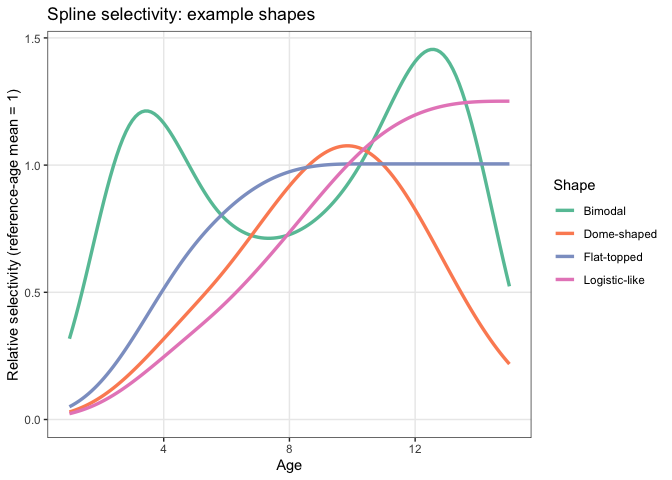 Spline selectivity: example shapes
Relative selectivity (reference-age mean = 1)
1.5
1.0
0.5
0.0
4
8
12
Age
Shape
Bimodal
Dome-shaped
Flat-topped
Logistic-like